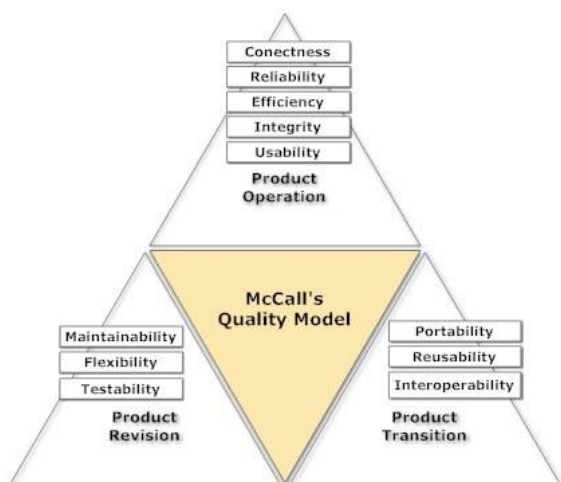 Conectness
Reliability
Efficiency
Integrity
Usability
Product
Operation
McCall's
Quality Model
Maintainability
Flexibility
Testability
Product
Revision
Portability
Reusability
Interoperability
Product
Transition